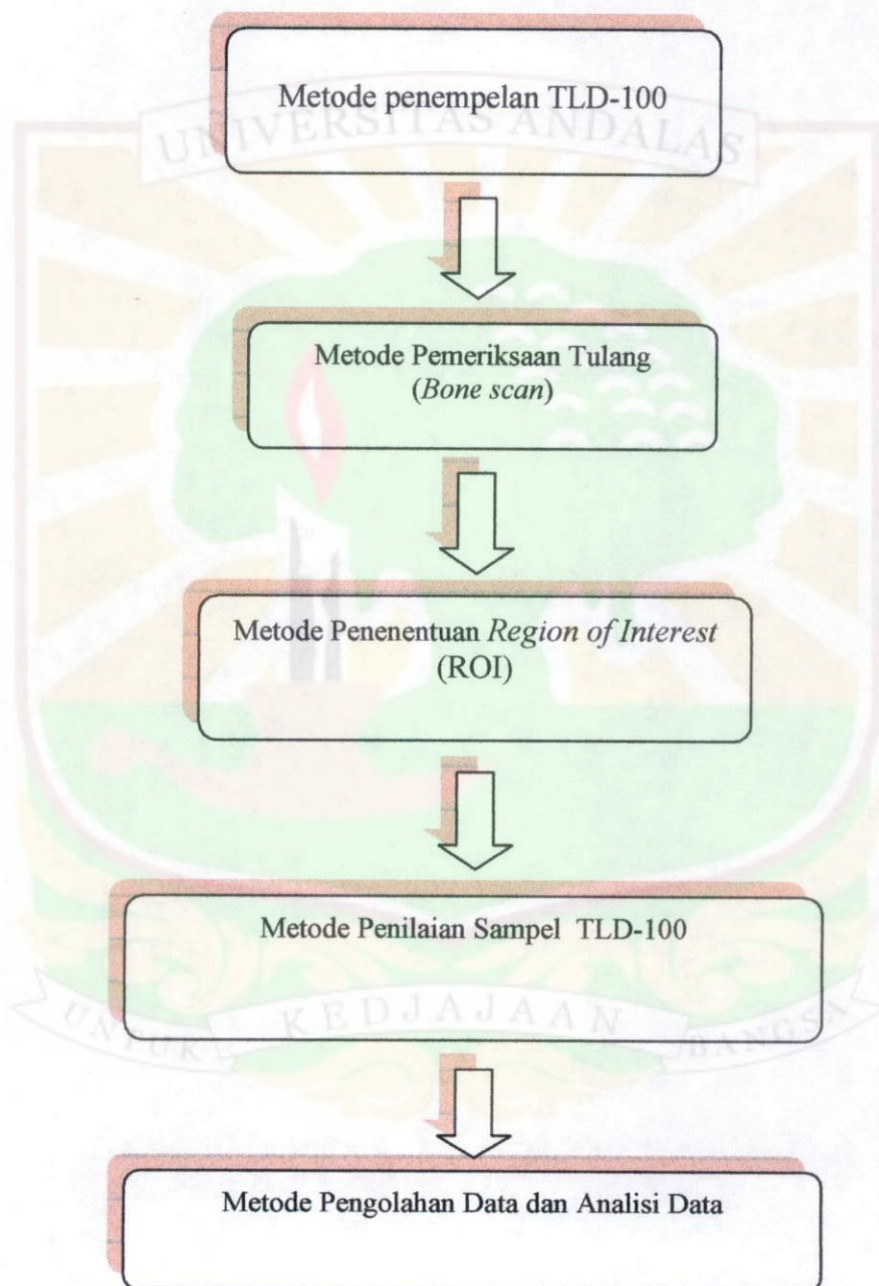 Metode penempelan TLD-100
UNIVERSITAS ANDALAS
Metode Pemeriksaan Tulang
(Bone scan)
Metode Penenentuan Region of Interest
(ROI)
Metode Penilaian Sampel TLD-100
UNTUK KEDJAJAAN BANGSA
Metode Pengolahan Data dan Analisi Data